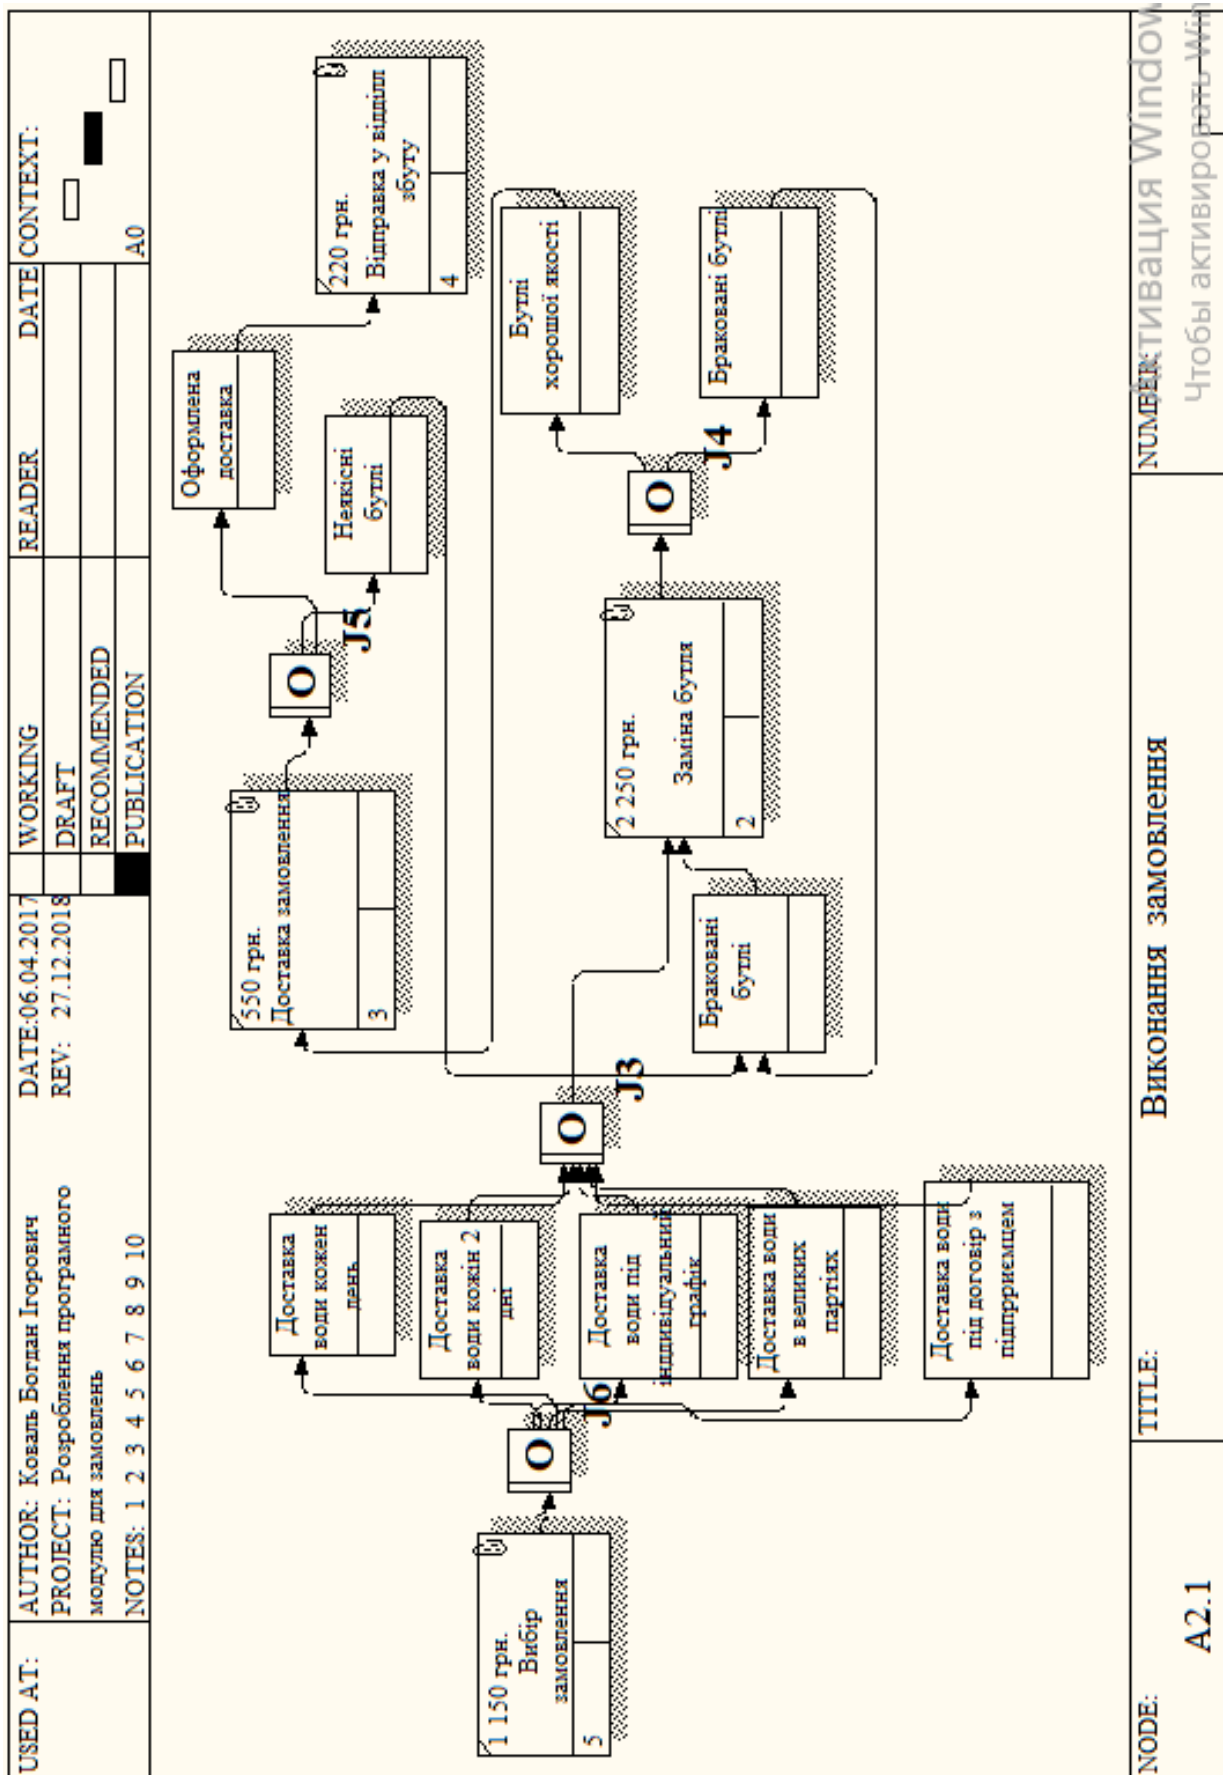 USED AT:
AUTHOR: Коваль Богдан Ігорович
PROJECT: Розроблення програмного
модулю для замовлень
NOTES: 1 2 3 4 5 6 7 8 9 10
DATE:06.04.2017
REV: 27.12.2018
WORKING
DRAFT
RECOMMENDED
PUBLICATION
READER
DATE
CONTEXT:
A0
1 150 грн.
Вибір
замовлення
5
O
J6
Доставка
води кожен
день
Доставка
води кожін 2
дні
Доставка
води під
індивідуальний
графік
Доставка води
в великих
партіях
Доставка води
під договір з
підпрриємцем
O
J3
550 грн.
Доставка замовлення
3
Браковані
бутлі
2 250 грн.
Заміна бутля
2
O
J5
Оформлена
доставка
Неякісні
бутлі
220 грн.
Відправка у відділл
збуту
4
O
J4
Бутлі
хорошої якості
Браковані бутлі
NODE:
A2.1
TITLE:
Виконання замовлення
NUMBER:
Активация Window
Чтобы активировать Win